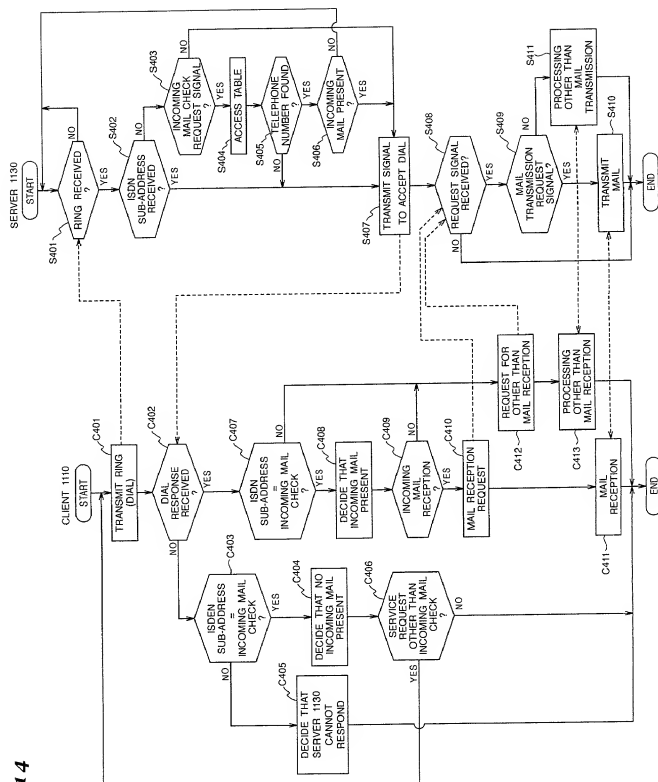 14
CLIENT 1110
START
C401
TRANSMIT RING
(DIAL)
C402
DIAL
RESPONSE
RECEIVED
?
NO
YES
C403
ISDEN
SUB-ADDRESS
=
INCOMING MAIL
CHECK
?
NO
YES
C404
DECIDE THAT NO
INCOMING MAIL
PRESENT
C405
DECIDE THAT
SERVER 1130
CANNOT
RESPOND
C406
SERVICE
REQUEST
OTHER THAN
INCOMING MAIL
CHECK
?
YES
NO
C407
ISDN
SUB-ADDRESS
=
INCOMING MAIL
CHECK
?
NO
YES
C408
DECIDE THAT
INCOMING MAIL
PRESENT
C409
INCOMING
MAIL
RECEPTION?
NO
YES
C410
MAIL RECEPTION
REQUEST
C411
MAIL
RECEPTION
C412
REQUEST FOR
OTHER THAN
MAIL RECEPTION
C413
PROCESSING
OTHER THAN
MAIL RECEPTION
END
SERVER 1130
START
S401
RING RECEIVED
?
NO
YES
S402
ISDN
SUB-ADDRESS
RECEIVED
?
NO
YES
S403
INCOMING
MAIL CHECK
REQUEST SIGNAL
?
NO
YES
S404
ACCESS TABLE
S405
TELEPHONE
NUMBER FOUND
?
NO
YES
S406
INCOMING
MAIL PRESENT
?
NO
YES
S407
TRANSMIT SIGNAL
TO ACCEPT DIAL
S408
REQUEST SIGNAL
RECEIVED?
NO
YES
S409
MAIL
TRANSMISSION
REQUEST
SIGNAL?
NO
YES
S410
TRANSMIT
MAIL
S411
PROCESSING
OTHER THAN
MAIL
TRANSMISSION
END